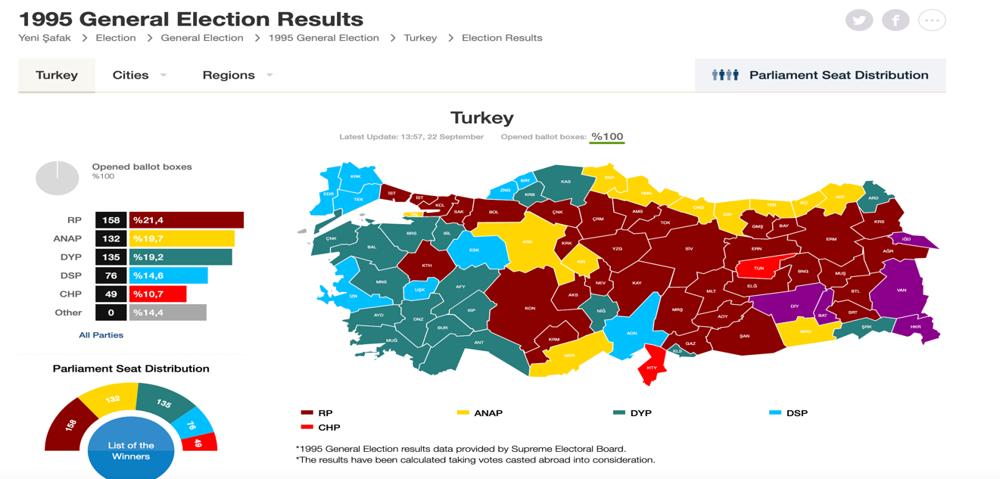 1995 General Election Results
Yeni Şafak > Election > General Election > 1995 General Election > Turkey > Election Results
Turkey Cities Regions Parliament Seat Distribution
Turkey
Latest Update: 13:57, 22 September Opened ballot boxes: %100
Opened ballot boxes
%100
RP 158 %21,4
ANAP 132 %19,7
DYP 135 %19,2
DSP 76 %14,6
CHP 49 %10,7
Other 0 %14,4
All Parties
Parliament Seat Distribution
158 132 135 76 49
List of the
Winners
KRK
EDR
TEK
İST
İST
KCL
SAK
BOL
ZNG
BRT
KRB
KAS
ÇNK
SNP
SMN
ORD
GİR
TRB
RİZ
ART
ARD
KRS
IĞD
AĞR
ERM
BAY
GMŞ
ERN
TUN
BNG
MUŞ
VAN
BTL
SRT
HKR
ŞRK
BAT
DİY
MRD
ELĞ
MLT
SİV
TOK
AMS
ÇRM
YZG
KRK
KIR
ANK
ESK
BİL
BRS
BAL
ÇNK
KTH
MNS
UŞK
İZR
AFY
AYD
DNZ
ISP
BUR
MUĞ
ANT
KON
AKS
NEV
KAY
NİĞ
KRM
MER
ADN
MRŞ
ADY
ŞAN
GAZ
KLS
HTY
RP ANAP DYP DSP
CHP
*1995 General Election results data provided by Supreme Electoral Board.
*The results have been calculated taking votes casted abroad into consideration.